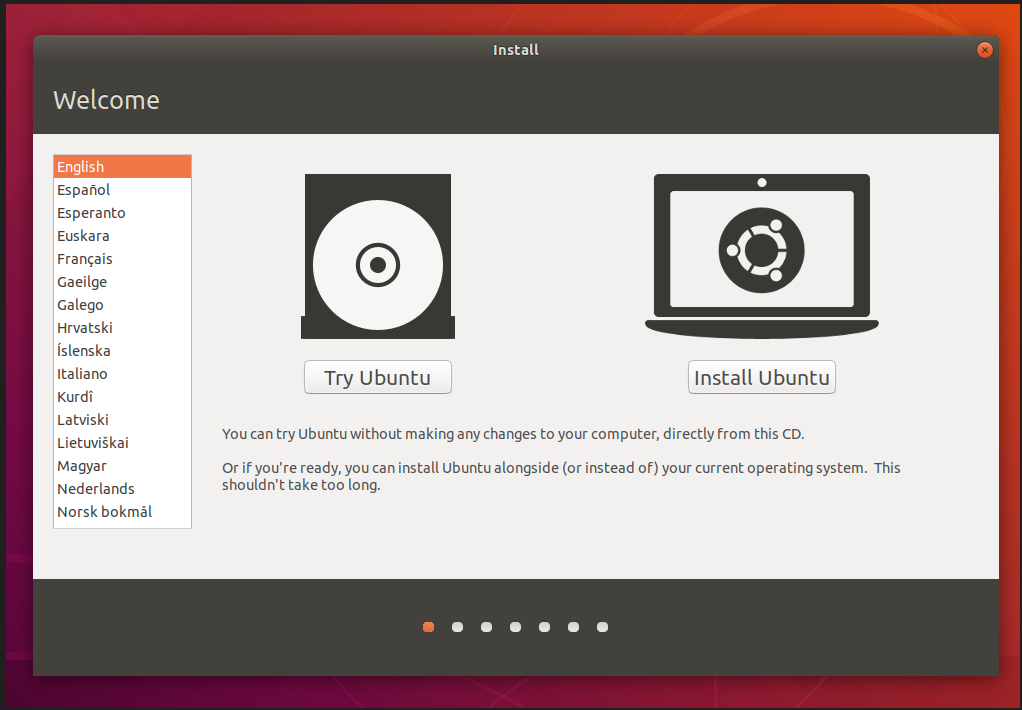 Install
Welcome
English
Español
Esperanto
Euskara
Français
Gaeilge
Galego
Hrvatski
Íslenska
Italiano
Kurdî
Latviski
Lietuviškai
Magyar
Nederlands
Norsk bokmål
Try Ubuntu
Install Ubuntu
You can try Ubuntu without making any changes to your computer, directly from this CD.
Or if you're ready, you can install Ubuntu alongside (or instead of) your current operating system.  This
shouldn't take too long.